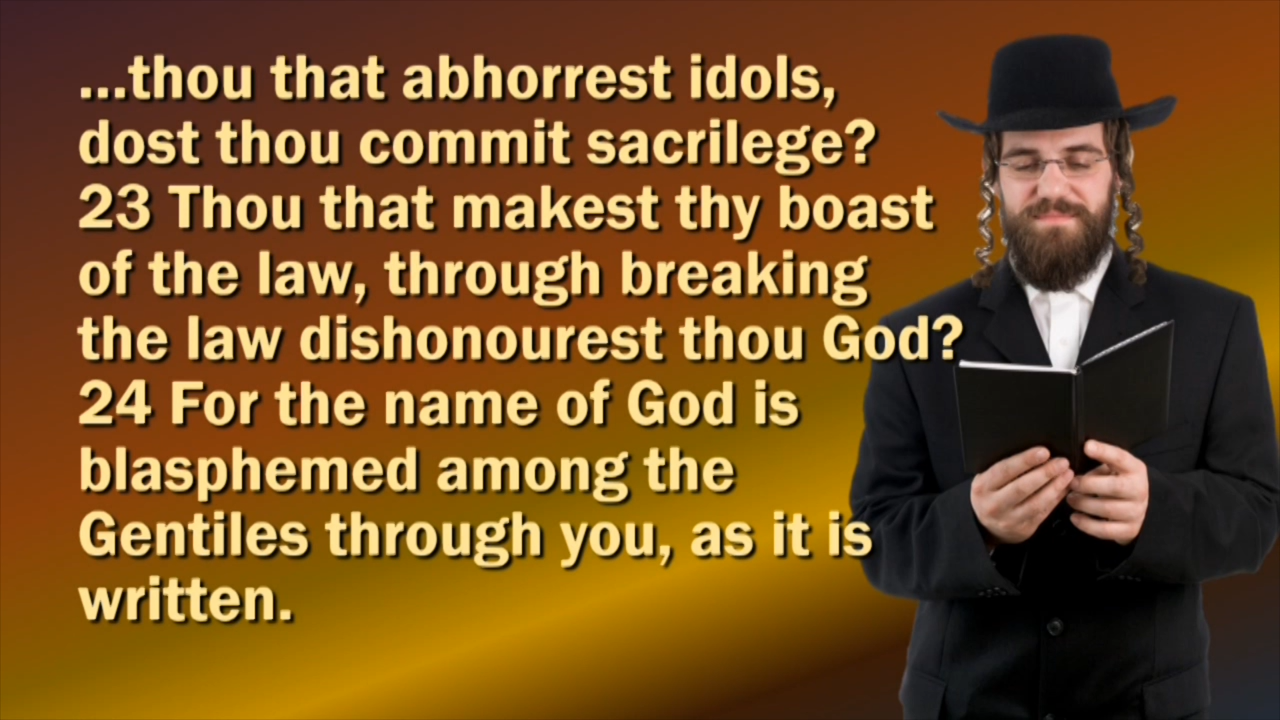 ...thou that abhorrest idols,
dost thou commit sacrilege?
23 Thou that makest thy boast
of the law, through breaking
the law dishonourest thou God?
24 For the name of God is
blasphemed among the
Gentiles through you, as it is
written.